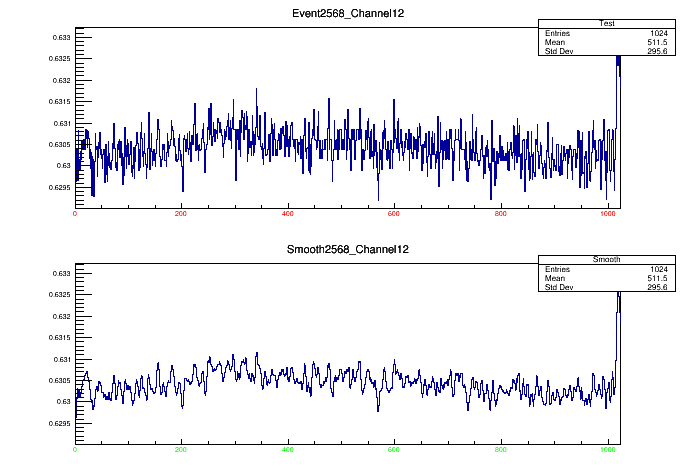 Event2568_Channel12
Test
Entries 1024
Mean 511.5
Std Dev 295.6
0.633
0.6325
0.632
0.6315
0.631
0.6305
0.63
0.6295
0 200 400 600 800 1000
Smooth2568_Channel12
Smooth
Entries 1024
Mean 511.5
Std Dev 295.6
0.633
0.6325
0.632
0.6315
0.631
0.6305
0.63
0.6295
0 200 400 600 800 1000